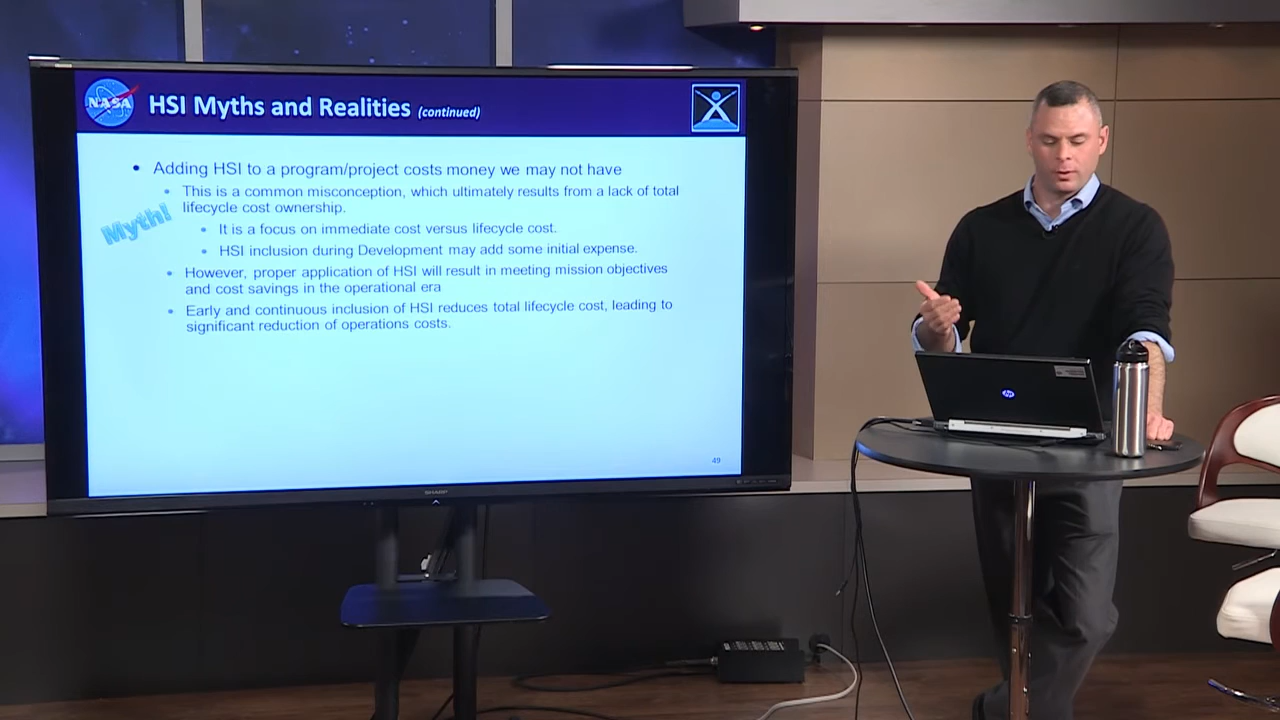 NASA
HSI Myths and Realities (continued)
• Adding HSI to a program/project costs money we may not have
• This is a common misconception, which ultimately results from a lack of total
lifecycle cost ownership.
Myth!
• It is a focus on immediate cost versus lifecycle cost.
• HSI inclusion during Development may add some initial expense.
• However, proper application of HSI will result in meeting mission objectives
and cost savings in the operational era
• Early and continuous inclusion of HSI reduces total lifecycle cost, leading to
significant reduction of operations costs.
49
SHARP
hp